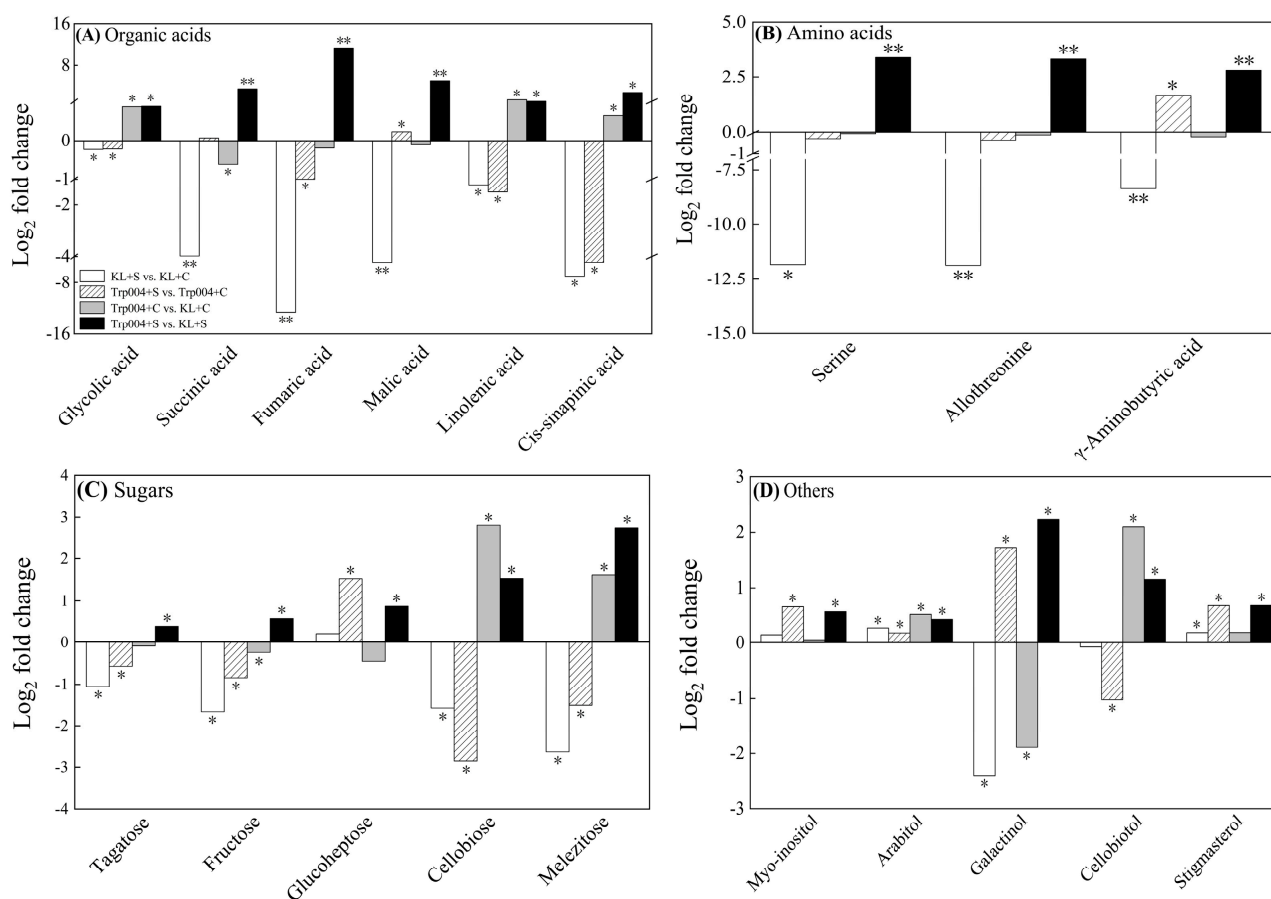 (A) Organic acids
16
8
0
-1
-2
-4
-8
-16
Log2 fold change
* * * * ** * ** ** * ** * ** * * * * * * * * *
KL+S vs. KL+C
Trp004+S vs. Trp004+C
Trp004+C vs. KL+C
Trp004+S vs. KL+S
Glycolic acid
Succinic acid
Fumaric acid
Malic acid
Linolenic acid
Cis-sinapinic acid
(B) Amino acids
5.0
2.5
0.0
-1
-7.5
-10.0
-12.5
-15.0
Log2 fold change
* ** ** ** ** * **
Serine
Allothreonine
γ-Aminobutyric acid
(C) Sugars
4
3
2
1
0
-1
-2
-3
-4
Log2 fold change
* * * * * * * * * * * * * * * * * *
Tagatose
Fructose
Glucoheptose
Cellobiose
Melezitose
(D) Others
3
2
1
0
-1
-2
-3
Log2 fold change
* * * * * * * * * * * * * * * *
Myo-inositol
Arabitol
Galactinol
Cellobiotol
Stigmasterol